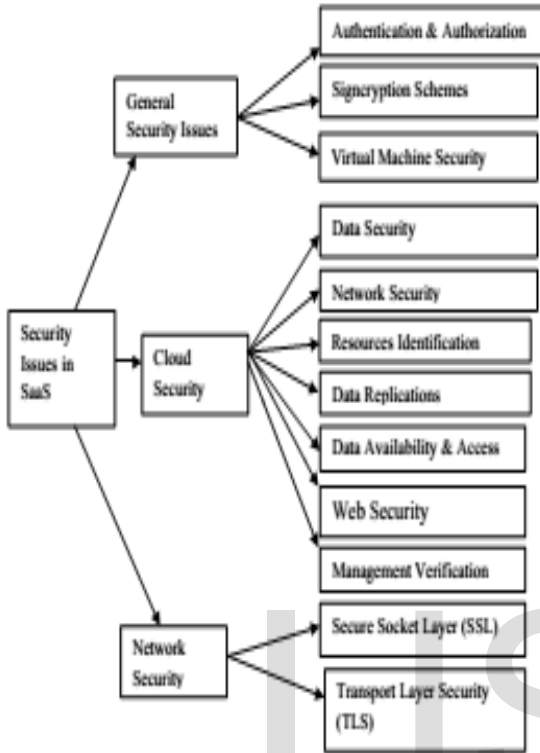 Authentication & Authorization
General
Security Issues
Signcryption Schemes
Virtual Machine Security
Data Security
Network Security
Security
Issues in
SaaS
Cloud
Security
Resources Identification
Data Replications
Data Availability & Access
Web Security
Management Verification
Network
Security
Secure Socket Layer (SSL)
Transport Layer Security
(TLS)